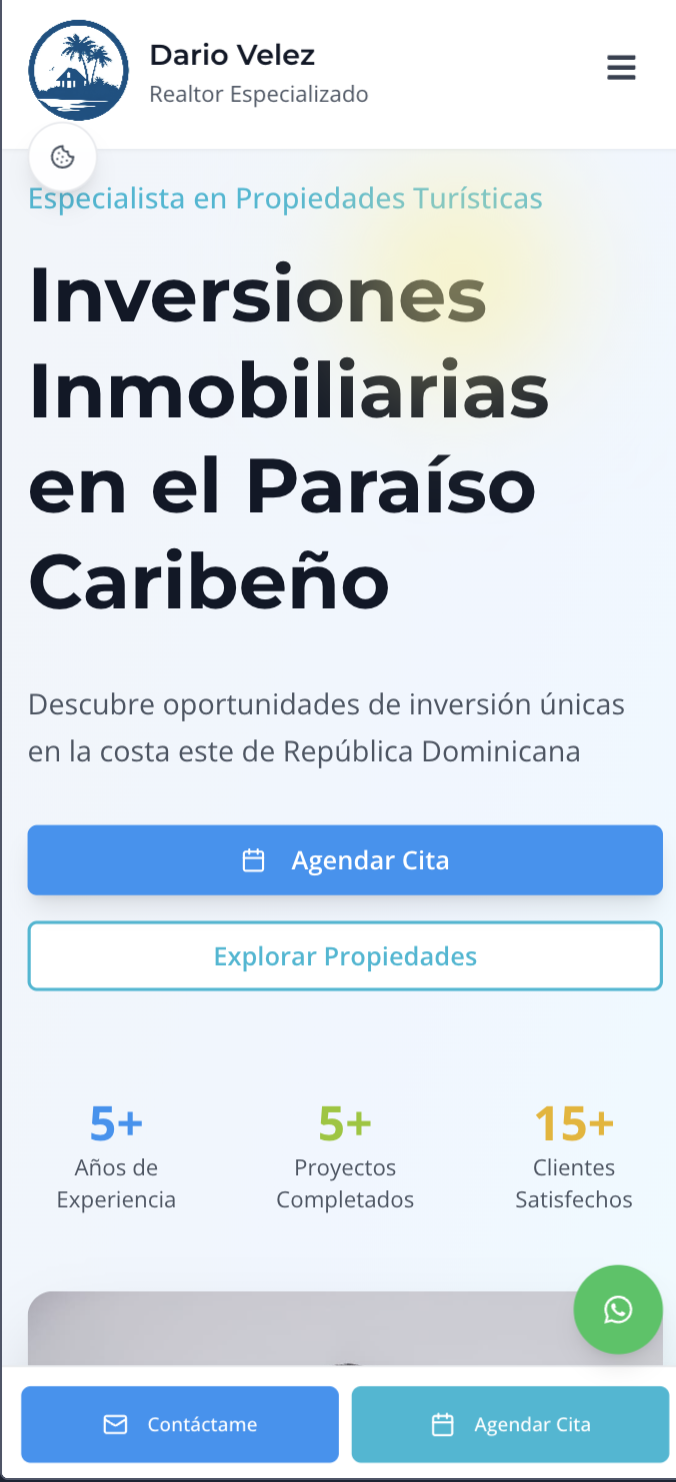 Dario Velez
Realtor Especializado
Especialista en Propiedades Turísticas
Inversiones
Inmobiliarias
en el Paraíso
Caribeño
Descubre oportunidades de inversión únicas
en la costa este de República Dominicana
Agendar Cita
Explorar Propiedades
5+
Años de
Experiencia
5+
Proyectos
Completados
15+
Clientes
Satisfechos
Contáctame
Agendar Cita